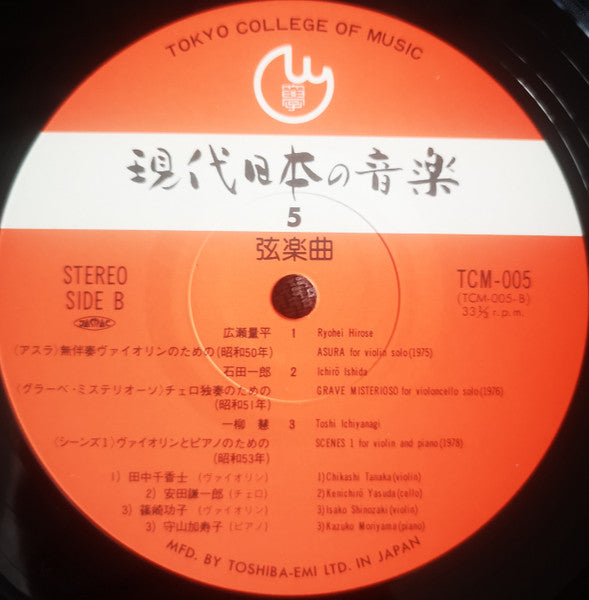 TOKYO COLLEGE OF MUSIC
現代日本の音楽
5
弦楽曲
STEREO
SIDE B
TCM-005
(TCM-005-B)
33⅓ r.p.m.
広瀬量平 1 Ryohei Hirose
〈アスラ〉無伴奏ヴァイオリンのための(昭和50年) ASURA for violin solo(1975)
石田一郎 2 Ichirō Ishida
〈グラーベ・ミステリオーソ〉チェロ独奏のための GRAVE MISTERIOSO for violoncello solo(1976)
(昭和51年)
一柳 慧 3 Toshi Ichiyanagi
〈シーンズ1〉ヴァイオリンとピアノのための SCENES 1 for violin and piano(1978)
(昭和53年)
1) 田中千香士 (ヴァイオリン) 1)Chikashi Tanaka(violin)
2) 安田謙一郎 (チェロ) 2)Kenichirō Yasuda(cello)
3) 篠崎功子 (ヴァイオリン) 3)Isako Shinozaki(violin)
3) 守山加寿子 (ピアノ) 3)Kazuko Moriyama(piano)
MFD. BY TOSHIBA-EMI LTD. IN JAPAN